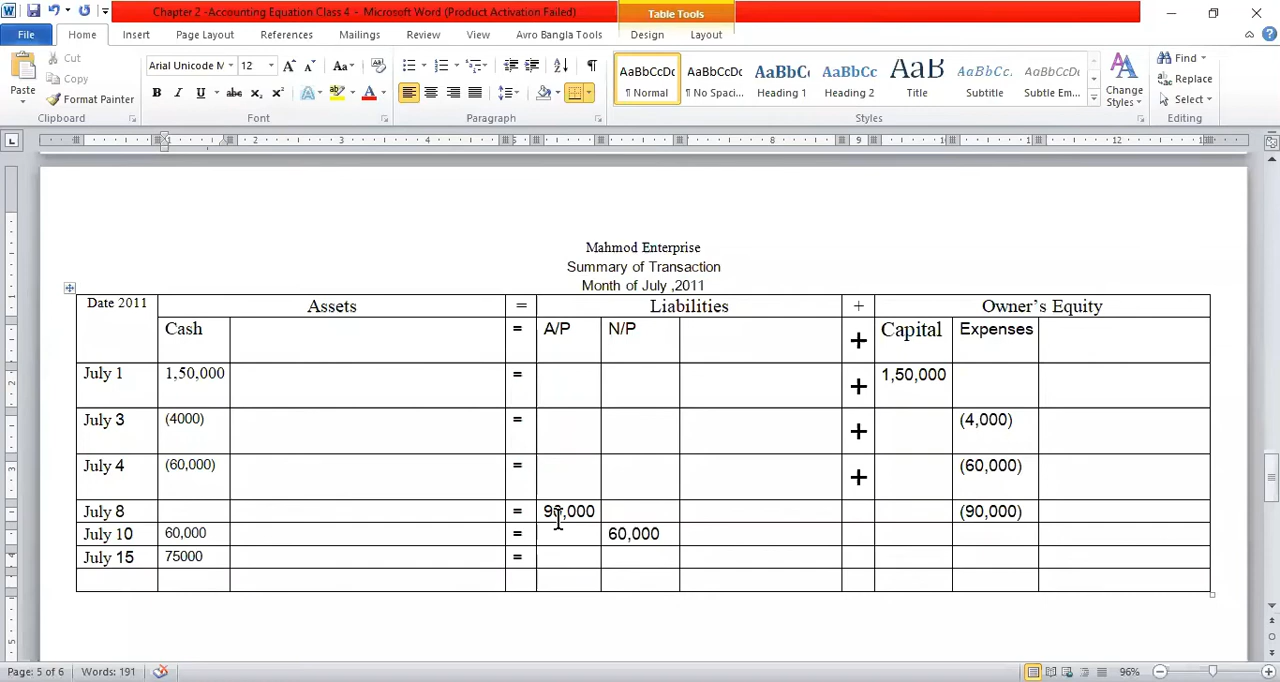 Chapter 2 -Accounting Equation Class 4 - Microsoft Word (Product Activation Failed)
Table Tools
File Home Insert Page Layout References Mailings Review View Avro Bangla Tools Design Layout
Cut
Copy
Format Painter
Paste
Clipboard
Arial Unicode M 12
Font
Paragraph
AaBbCcDc AaBbCcDc AaBbC AaBbCc AaB AaBbCc. AaBbCcDc
¶ Normal ¶ No Spaci... Heading 1 Heading 2 Title Subtitle Subtle Em...
Styles
Change Styles
Find
Replace
Select
Editing
Mahmod Enterprise
Summary of Transaction
Month of July ,2011
Date 2011 Assets = Liabilities + Owner's Equity
Cash = A/P N/P + Capital Expenses
July 1 1,50,000 = + 1,50,000
July 3 (4000) = + (4,000)
July 4 (60,000) = + (60,000)
July 8 = 90,000 (90,000)
July 10 60,000 = 60,000
July 15 75000 =
Page: 5 of 6 Words: 191 96%